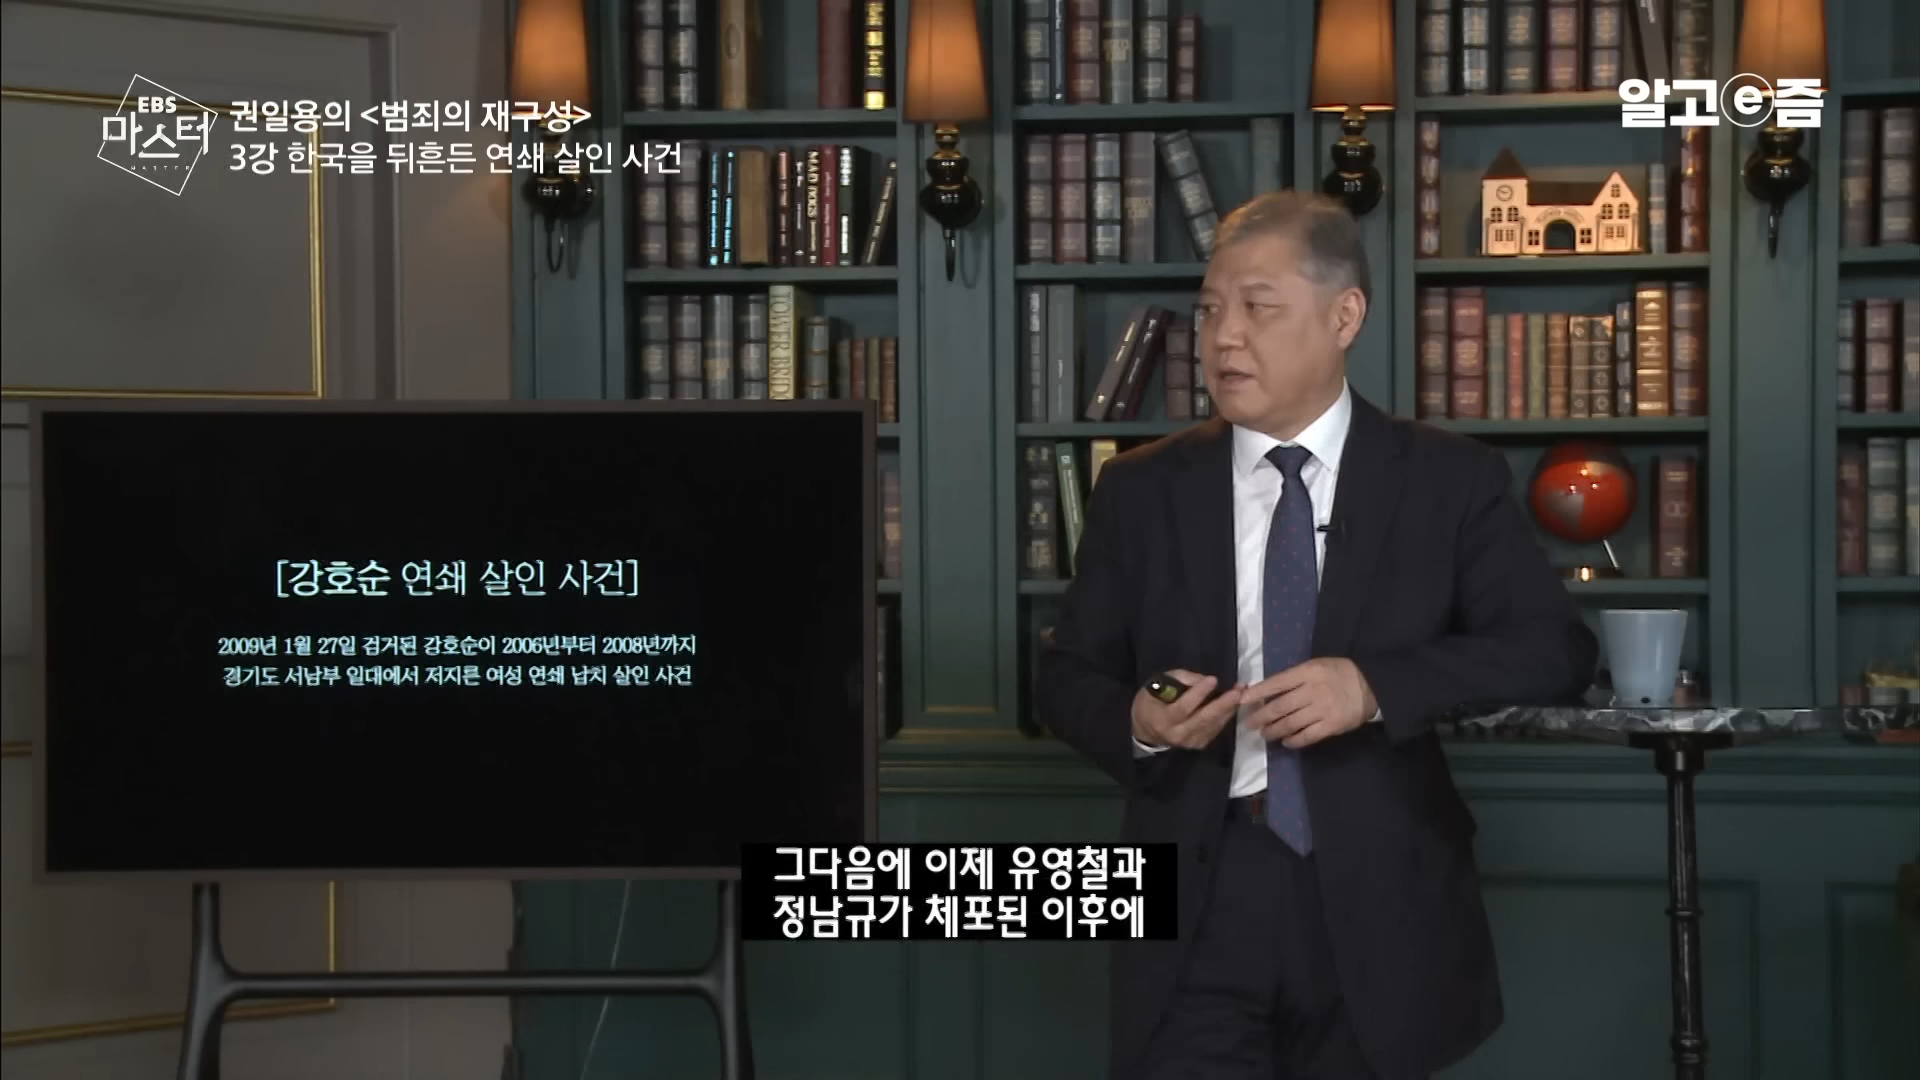 EBS
마스터
MASTER
권일용의 <범죄의 재구성>
3강 한국을 뒤흔든 연쇄 살인 사건
알고e즘
MAD DOGS
TOWER BRIDGE
[강호순 연쇄 살인 사건]
2009년 1월 27일 검거된 강호순이 2006년부터 2008년까지
경기도 서남부 일대에서 저지른 여성 연쇄 납치 살인 사건
그다음에 이제 유영철과
정남규가 체포된 이후에